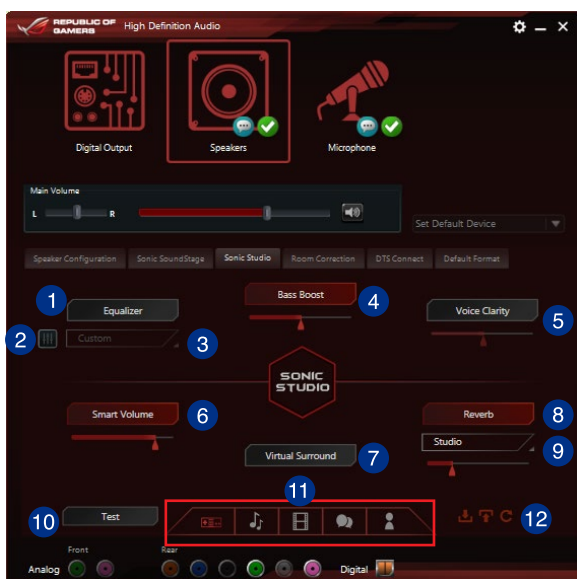 REPUBLIC OF
GAMERS
High Definition Audio
Digital Output
Speakers
Microphone
Main Volume
L
R
Set Default Device
Speaker Configuration
Sonic SoundStage
Sonic Studio
Room Correction
DTS Connect
Default Format
1
Equalizer
Bass Boost
4
Voice Clarity
5
2
Custom
3
SONIC
STUDIO
Smart Volume
6
Reverb
8
Studio
9
Virtual Surround
7
11
10
Test
12
Front
Rear
Analog
Digital